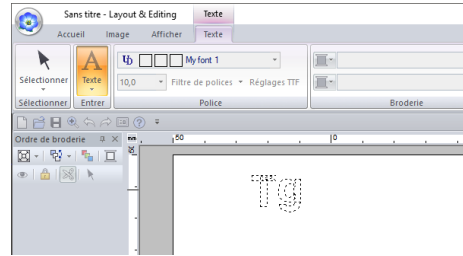 Sans titre - Layout & Editing Texte
Accueil Image Afficher Texte
My font 1
Sélectionner Texte 10,0 Filtre de polices Réglages TTF
Sélectionner Entrer Police Broderie
Ordre de broderie
mm 50 0
Tg